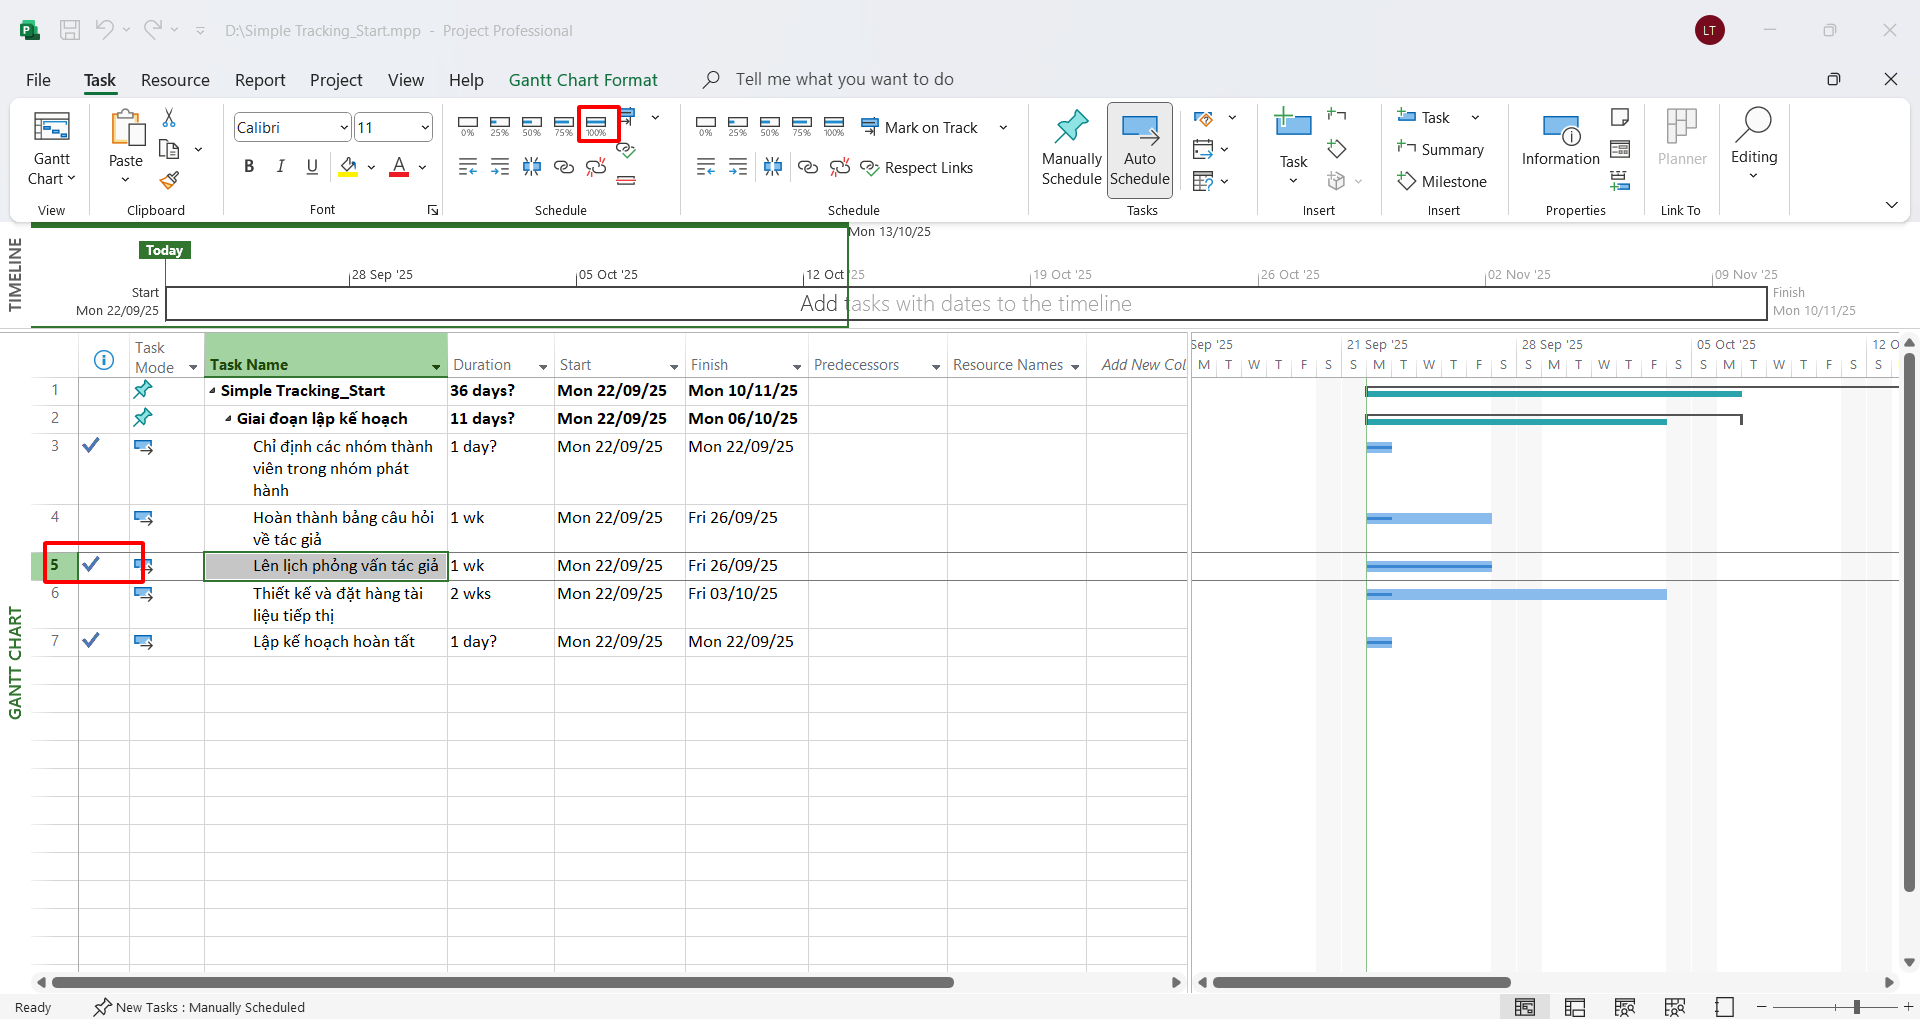 D:\Simple Tracking_Start.mpp - Project Professional
LT
File Task Resource Report Project View Help Gantt Chart Format Tell me what you want to do
Gantt
Chart
View
Paste
Clipboard
Calibri 11
B I U A
Font
0% 25% 50% 75% 100%
Schedule
0% 25% 50% 75% 100% Mark on Track
Respect Links
Schedule
Manually
Schedule
Auto
Schedule
Tasks
Task
Insert
Task
Summary
Milestone
Insert
Information
Properties
Planner
Link To
Editing
TIMELINE
Mon 13/10/25
Today
28 Sep '25 05 Oct '25 12 Oct '25 19 Oct '25 26 Oct '25 02 Nov '25 09 Nov '25
Start
Mon 22/09/25
Add tasks with dates to the timeline
Finish
Mon 10/11/25
GANTT CHART
Task
Mode
Task Name Duration Start Finish Predecessors Resource Names Add New Col
1 Simple Tracking_Start 36 days? Mon 22/09/25 Mon 10/11/25
2 Giai đoạn lập kế hoạch 11 days? Mon 22/09/25 Mon 06/10/25
3 Chỉ định các nhóm thành 1 day? Mon 22/09/25 Mon 22/09/25
viên trong nhóm phát
hành
4 Hoàn thành bảng câu hỏi 1 wk Mon 22/09/25 Fri 26/09/25
về tác giả
5 Lên lịch phỏng vấn tác giả 1 wk Mon 22/09/25 Fri 26/09/25
6 Thiết kế và đặt hàng tài 2 wks Mon 22/09/25 Fri 03/10/25
liệu tiếp thị
7 Lập kế hoạch hoàn tất 1 day? Mon 22/09/25 Mon 22/09/25
Sep '25 21 Sep '25 28 Sep '25 05 Oct '25 12 O
M T W T F S S M T W T F S S M T W T F S S M T W T F S S
Ready New Tasks : Manually Scheduled